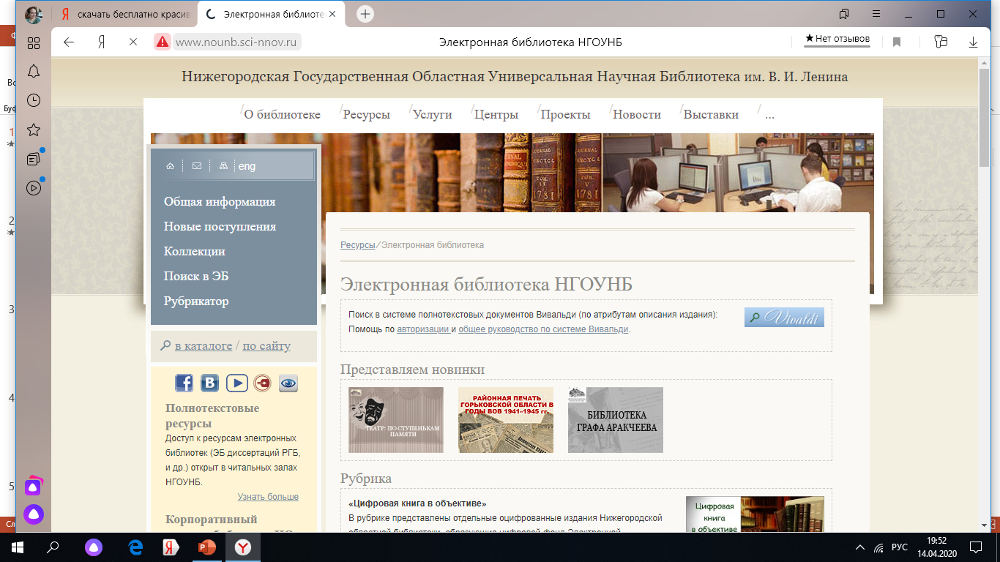 скачать бесплатно красив
Электронная библиоте
www.nounb.sci-nnov.ru
Электронная библиотека НГОУНБ
Нет отзывов
Нижегородская Государственная Областная Универсальная Научная Библиотека им. В. И. Ленина
/О библиотеке /Ресурсы /Услуги /Центры /Проекты /Новости /Выставки / ...
eng
Общая информация
Новые поступления
Коллекции
Поиск в ЭБ
Рубрикатор
в каталоге / по сайту
Полнотекстовые
ресурсы
Доступ к ресурсам электронных
библиотек (ЭБ диссертаций РГБ,
и др.) открыт в читальных залах
НГОУНБ.
Узнать больше
Корпоративный
Ресурсы/Электронная библиотека
Электронная библиотека НГОУНБ
Поиск в системе полнотекстовых документов Вивальди (по атрибутам описания издания):
Vivaldi
Помощь по авторизации и общее руководство по системе Вивальди.
Представляем новинки
ТЕАТР: ПО СТУПЕНЬКАМ
ПАМЯТИ
РАЙОННАЯ ПЕЧАТЬ
ГОРЬКОВСКОЙ ОБЛАСТИ В
ГОДЫ ВОВ 1941–1945 гг.
БИБЛИОТЕКА
ГРАФА АРАКЧЕЕВА
Рубрика
«Цифровая книга в объективе»
В рубрике представлены отдельные оцифрованные издания Нижегородской
Цифровая
книга
в объективе
1
2
3
4
5
РУС
19:52
14.04.2020